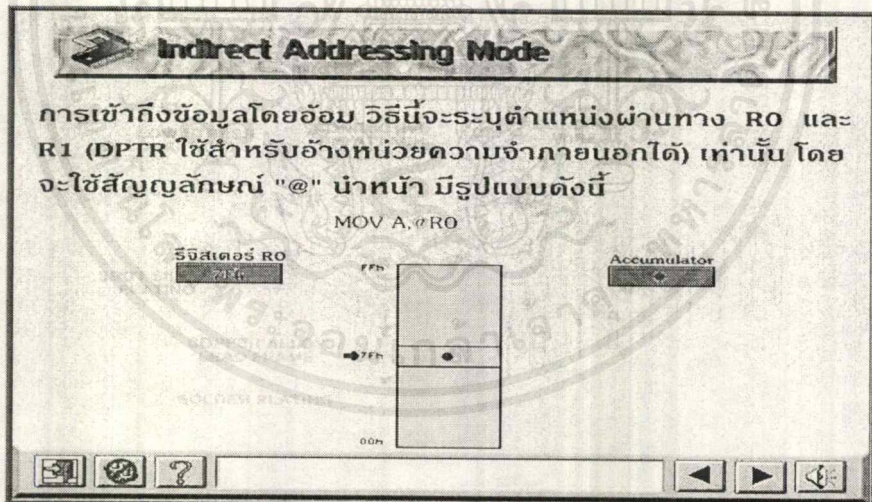 Indirect Addressing Mode
การเข้าถึงข้อมูลโดยอ้อม วิธีนี้จะระบุตำแหน่งผ่านทาง R0 และ
R1 (DPTR ใช้สำหรับอ้างหน่วยความจำภายนอกได้) เท่านั้น โดย
จะใช้สัญญลักษณ์ "@" นำหน้า มีรูปแบบดังนี้
MOV A,@R0
รีจิสเตอร์ R0
7Fh
FFh
Accumulator
7Fh
00h
?